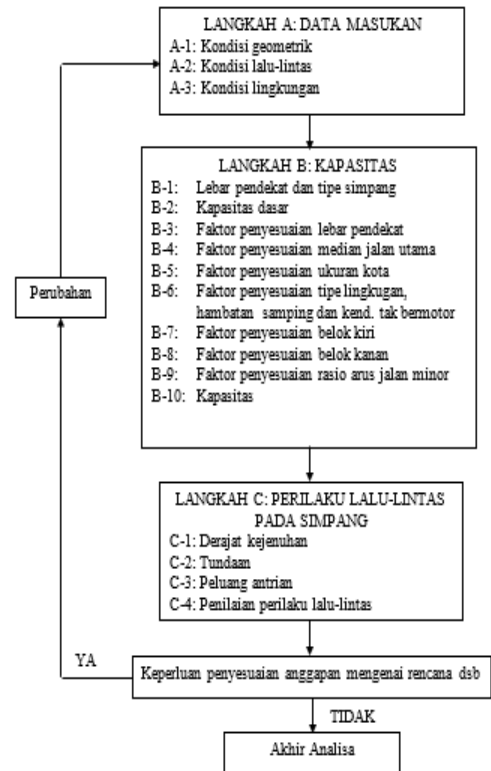 LANGKAH A: DATA MASUKAN
A-1: Kondisi geometrik
A-2: Kondisi lalu-lintas
A-3: Kondisi lingkungan
LANGKAH B: KAPASITAS
B-1: Lebar pendekat dan tipe simpang
B-2: Kapasitas dasar
B-3: Faktor penyesuaian lebar pendekat
B-4: Faktor penyesuaian median jalan utama
B-5: Faktor penyesuaian ukuran kota
B-6: Faktor penyesuaian tipe lingkugan,
hambatan samping dan kend. tak bermotor
B-7: Faktor penyesuaian belok kiri
B-8: Faktor penyesuaian belok kanan
B-9: Faktor penyesuaian rasio arus jalan minor
B-10: Kapasitas
Perubahan
LANGKAH C: PERILAKU LALU-LINTAS
PADA SIMPANG
C-1: Derajat kejenuhan
C-2: Tundaan
C-3: Peluang antrian
C-4: Penilaian perilaku lalu-lintas
YA
Keperluan penyesuaian anggapan mengenai rencana dsb
TIDAK
Akhir Analisa